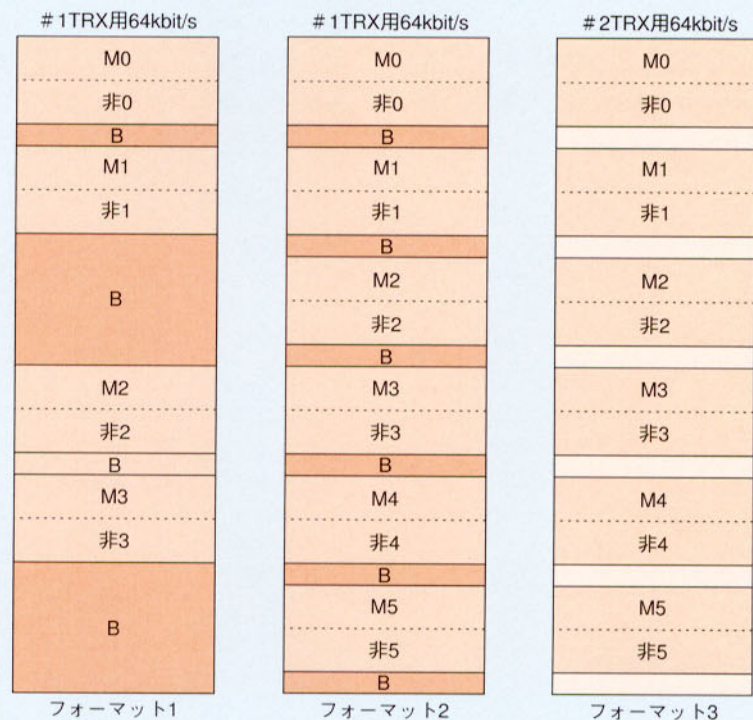 #1TRX用64kbit/s
M0
非0
B
M1
非1
B
M2
非2
B
M3
非3
B
フォーマット1
#1TRX用64kbit/s
M0
非0
B
M1
非1
B
M2
非2
B
M3
非3
B
M4
非4
B
M5
非5
B
フォーマット2
#2TRX用64kbit/s
M0
非0
M1
非1
M2
非2
M3
非3
M4
非4
M5
非5
フォーマット3